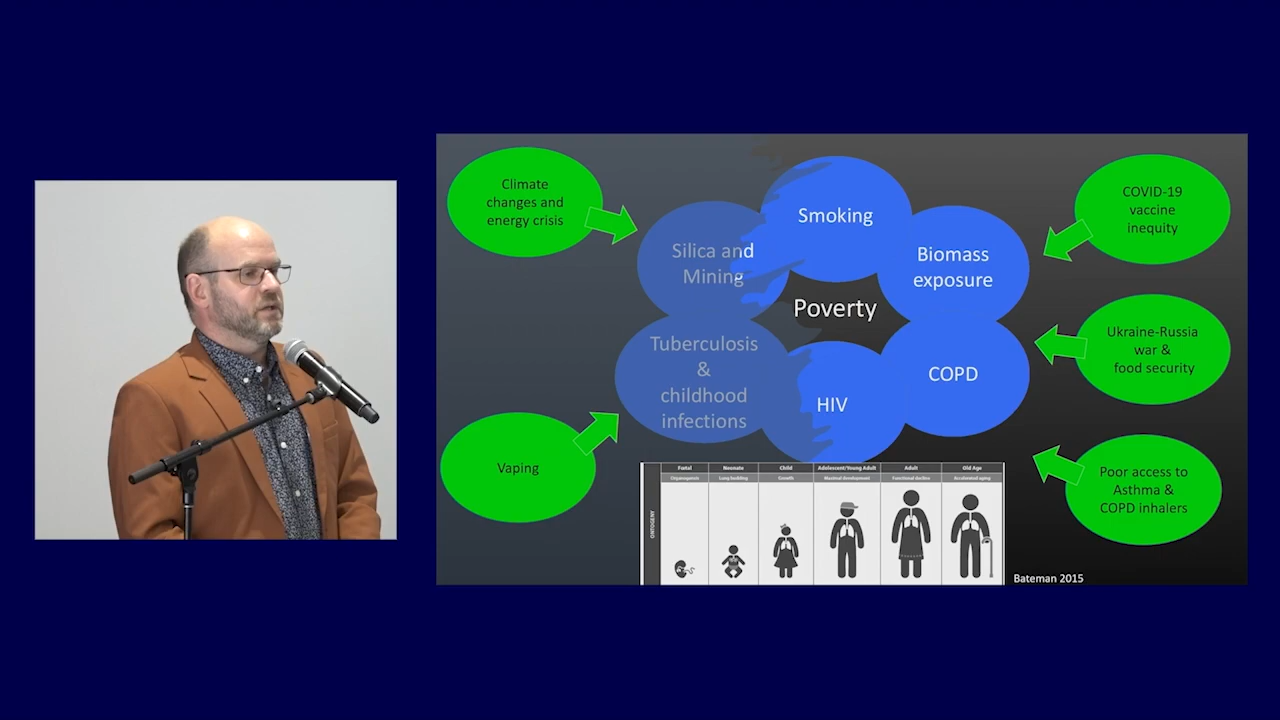 Climate
changes and
energy crisis
Smoking
COVID-19
vaccine
inequity
Silica and
Mining
Biomass
exposure
Poverty
Ukraine-Russia
war &
food security
Tuberculosis
&
childhood
infections
COPD
HIV
Vaping
Poor access to
Asthma &
COPD inhalers
Foetal Neonate Child Adolescent/Young Adult Adult Old Age
Organogenesis Lung building Growth Maximal development Functional decline Accelerated aging
ONTOGENY
Bateman 2015